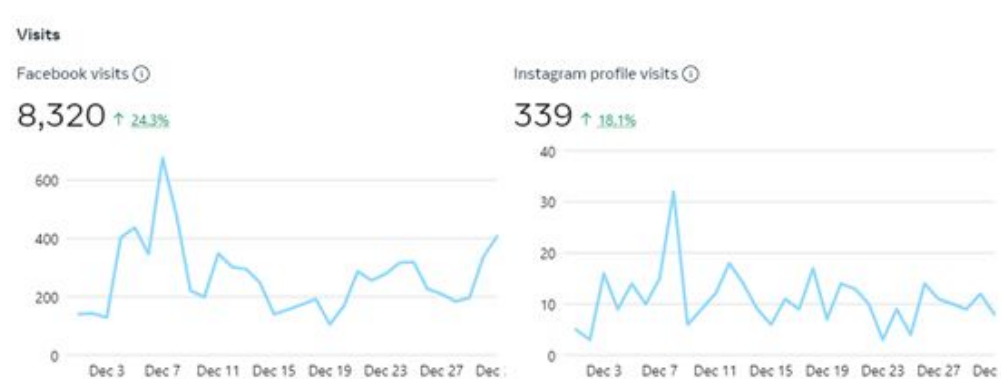 Visits
Facebook visits
8,320 ↑ 24.3%
600
400
200
0
Dec 3 Dec 7 Dec 11 Dec 15 Dec 19 Dec 23 Dec 27 Dec
Instagram profile visits
339 ↑ 18.1%
40
30
20
10
0
Dec 3 Dec 7 Dec 11 Dec 15 Dec 19 Dec 23 Dec 27 Dec